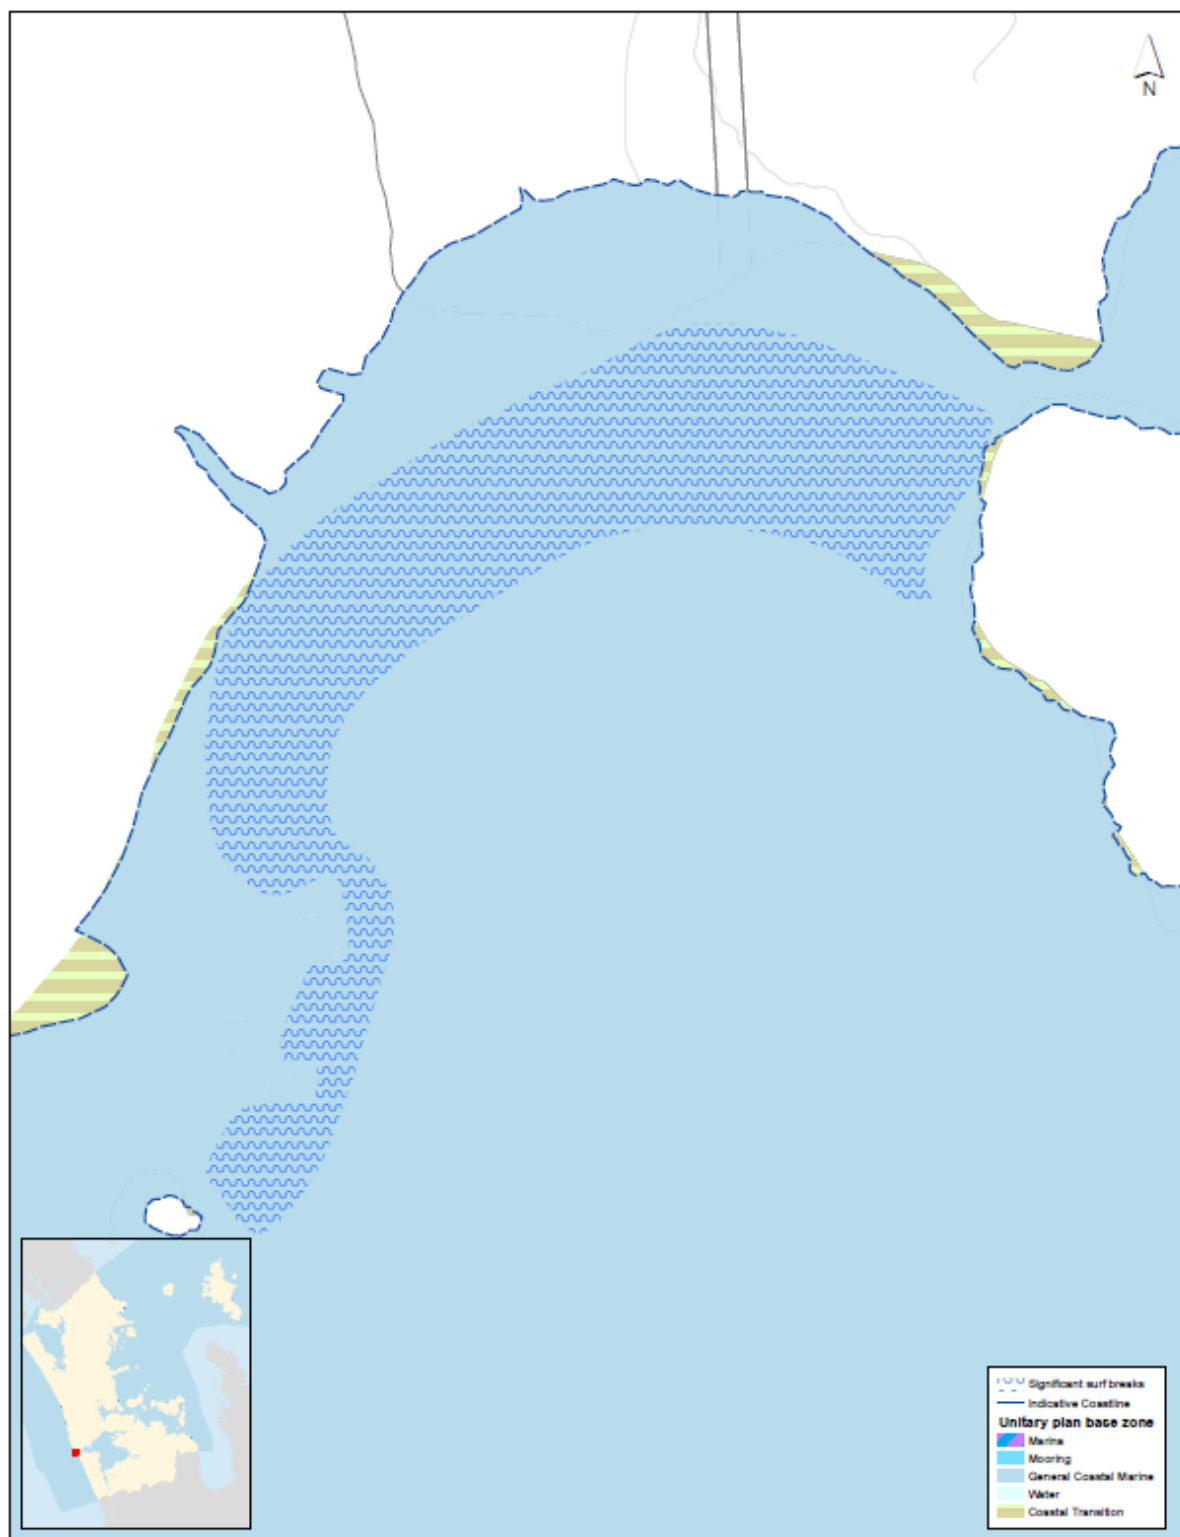 N
Significant surf breaks
Indicative Coastline
Unitary plan base zone
Marina
Mooring
General Coastal Marine
Water
Coastal Transition